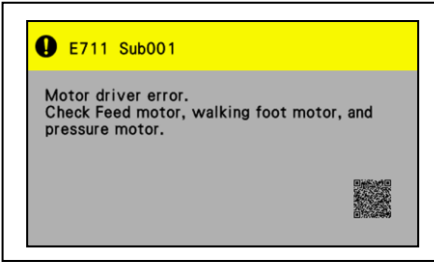 E711 Sub001
Motor driver error.
Check Feed motor, walking foot motor, and
pressure motor.